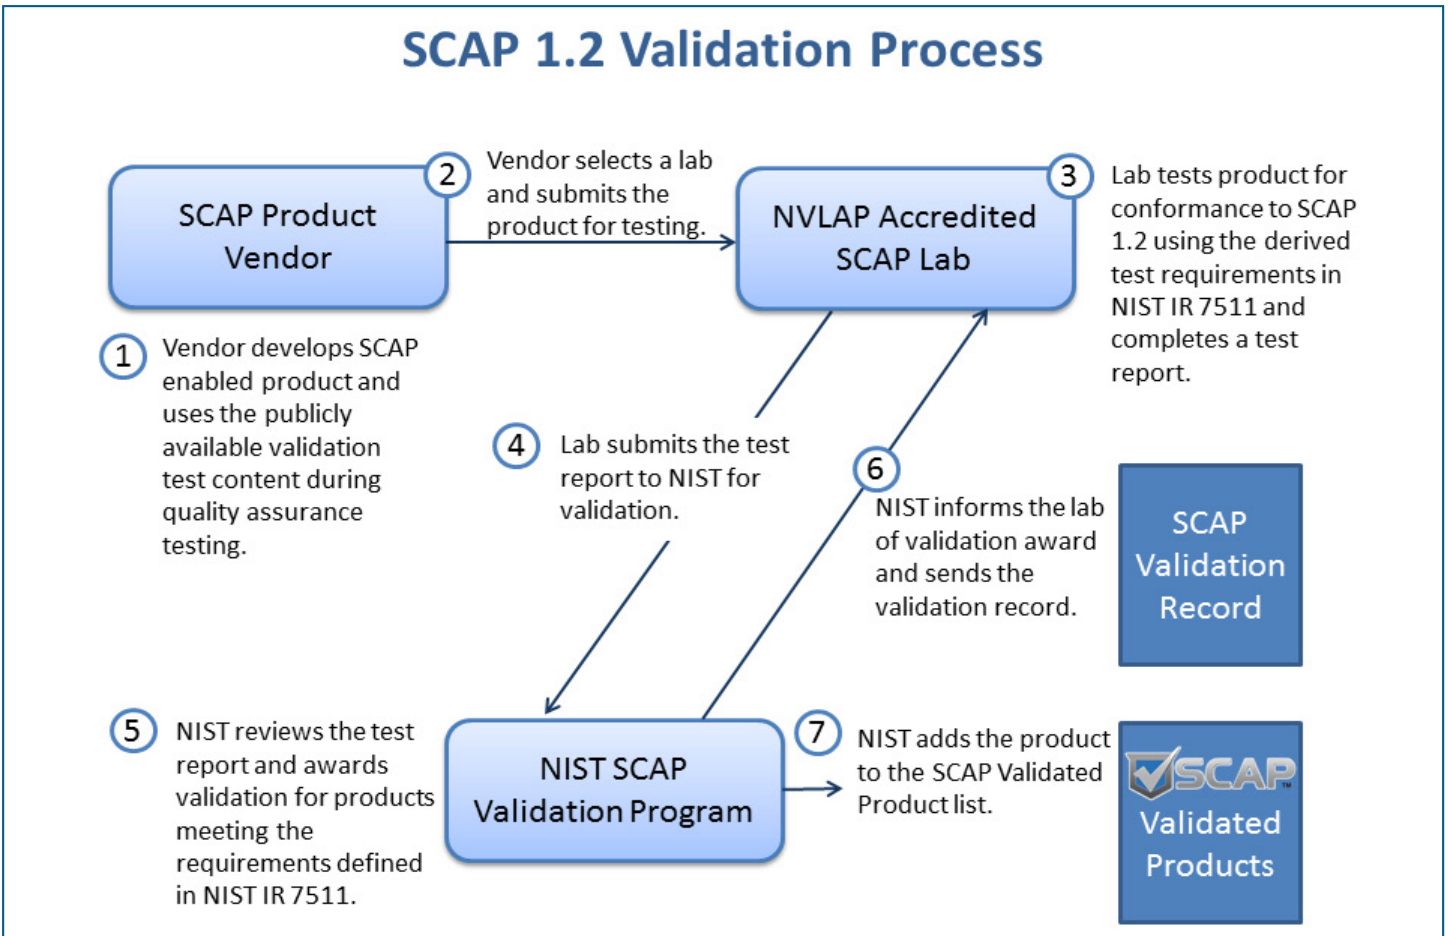 SCAP 1.2 Validation Process
SCAP Product
Vendor
2
Vendor selects a lab
and submits the
product for testing.
NVLAP Accredited
SCAP Lab
3
Lab tests product for
conformance to SCAP
1.2 using the derived
test requirements in
NIST IR 7511 and
completes a test
report.
1
Vendor develops SCAP
enabled product and
uses the publicly
available validation
test content during
quality assurance
testing.
4
Lab submits the test
report to NIST for
validation.
6
NIST informs the lab
of validation award
and sends the
validation record.
SCAP
Validation
Record
5
NIST reviews the test
report and awards
validation for products
meeting the
requirements defined
in NIST IR 7511.
NIST SCAP
Validation Program
7
NIST adds the product
to the SCAP Validated
Product list.
SCAP™
Validated
Products